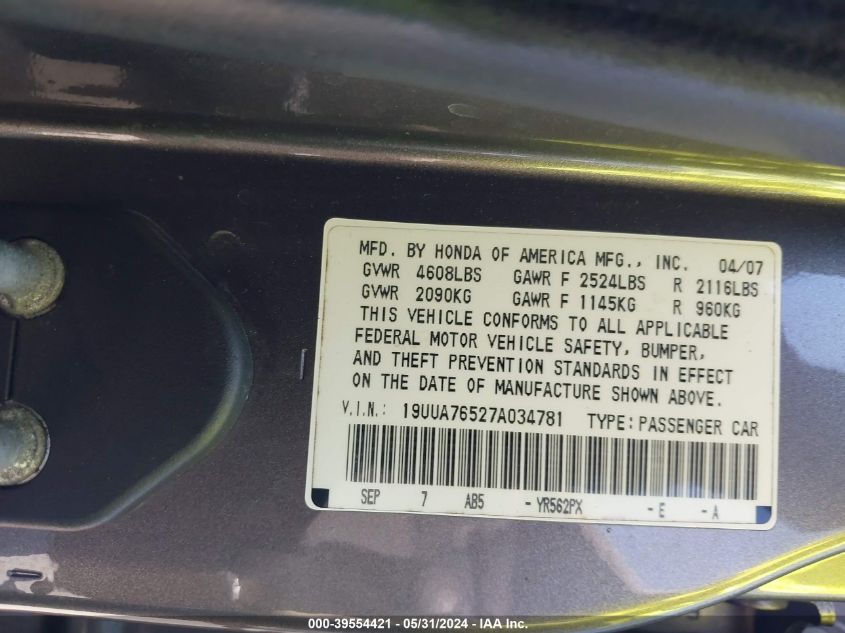 MFD. BY HONDA OF AMERICA MFG., INC. 04/07
GVWR 4608LBS GAWR F 2524LBS R 2116LBS
GVWR 2090KG GAWR F 1145KG R 960KG
THIS VEHICLE CONFORMS TO ALL APPLICABLE
FEDERAL MOTOR VEHICLE SAFETY, BUMPER,
AND THEFT PREVENTION STANDARDS IN EFFECT
ON THE DATE OF MANUFACTURE SHOWN ABOVE.
V.I.N.: 19UUA76527A034781 TYPE: PASSENGER CAR
SEP 7 AB5 - YR562PX - E - A
000-39554421 - 05/31/2024 - IAA Inc.